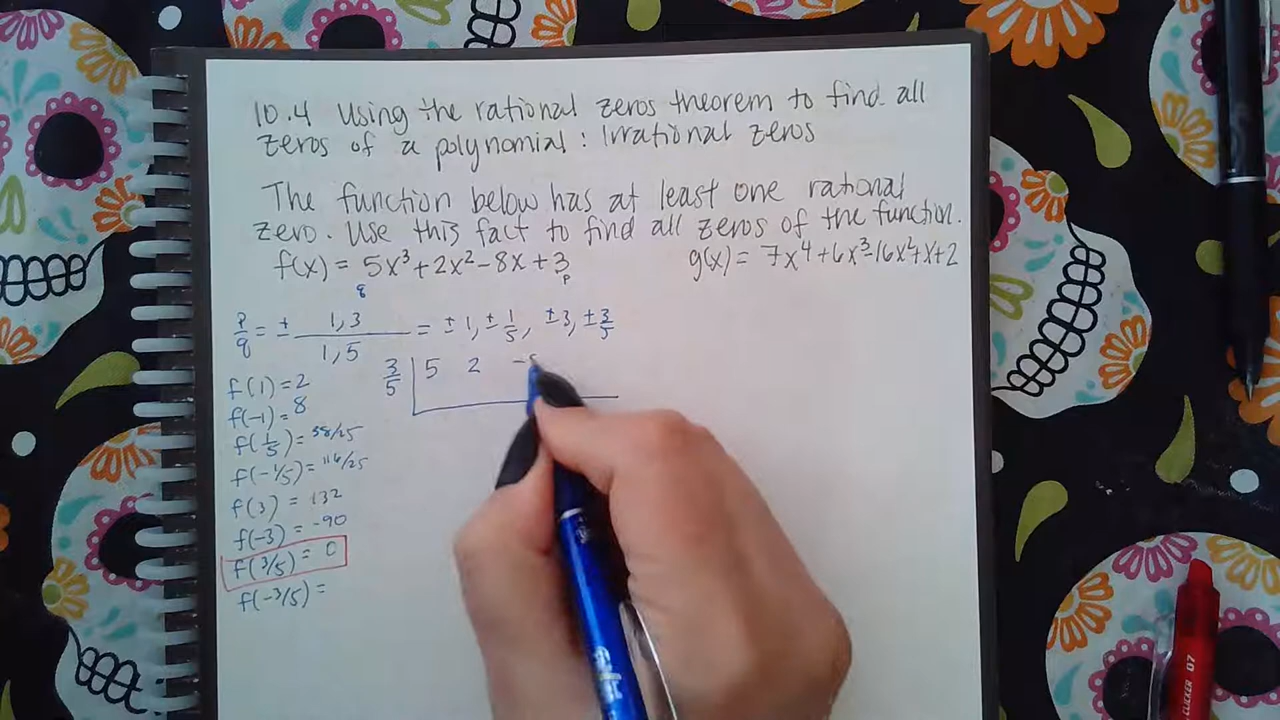 10.4 Using the rational zeros theorem to find all
zeros of a polynomial: Irrational zeros
The function below has at least one rational
zero. Use this fact to find all zeros of the function.
f(x) = 5x³+2x²-8x+3
g(x) = 7x⁴+6x³-16x²+x+2
q
p
p/q = ± 1,3/1,5 = ±1, ±1/5, ±3, ±3/5
3/5 | 5 2 -8
f(1) = 2
f(-1) = 8
f(1/5) = 38/25
f(-1/5) = 116/25
f(3) = 132
f(-3) = -90
f(3/5) = 0
f(-3/5) =
CLICKER 07